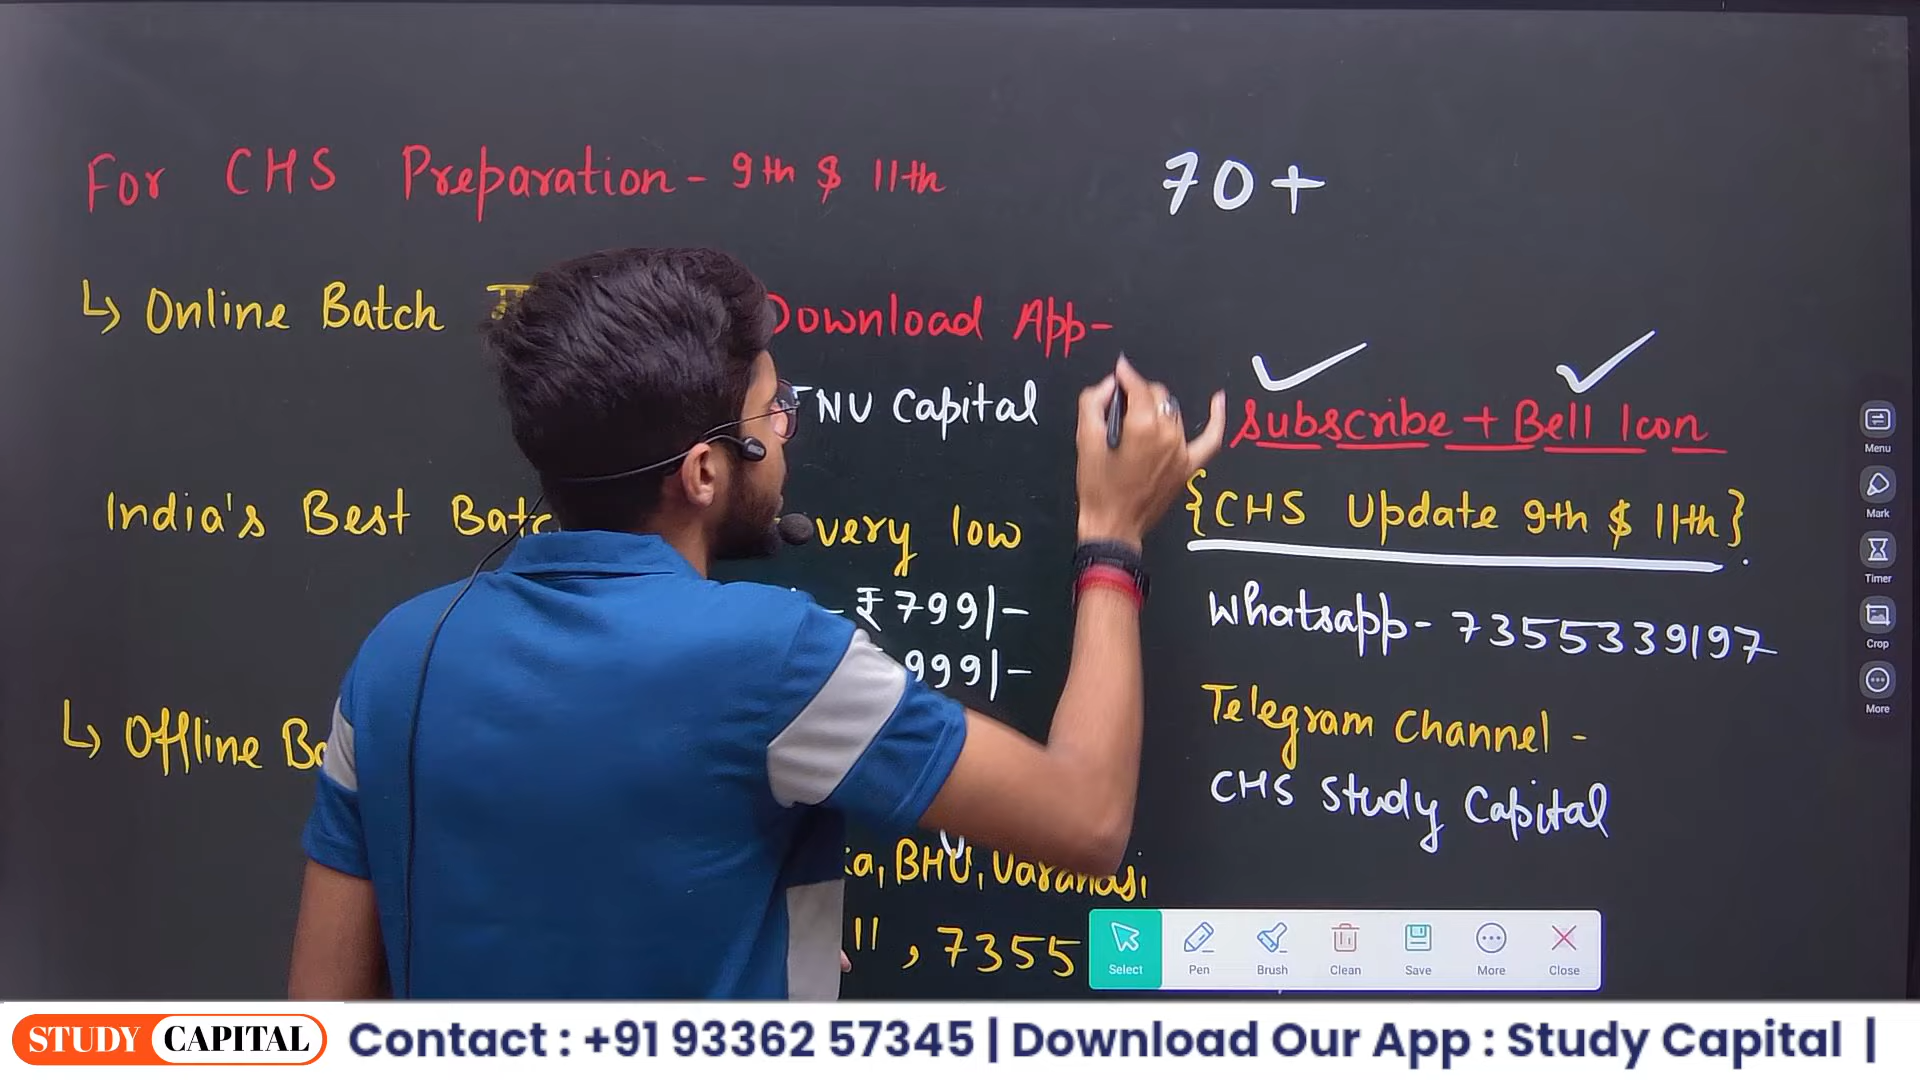 For CHS Preparation - 9th $ 11th
70+
↳ Online Batch
Download App-
JNV Capital
Subscribe + Bell Icon
India's Best Batch
very low
{CHS Update 9th $ 11th}.
- ₹799/-
999/-
Whatsapp - 7355339197
↳ Offline
Telegram Channel -
CHS Study Capital
BHU, Varanasi
11, 7355
Menu
Mark
Timer
Crop
More
Select Pen Brush Clean Save More Close
STUDY CAPITAL Contact : +91 93362 57345 | Download Our App : Study Capital |